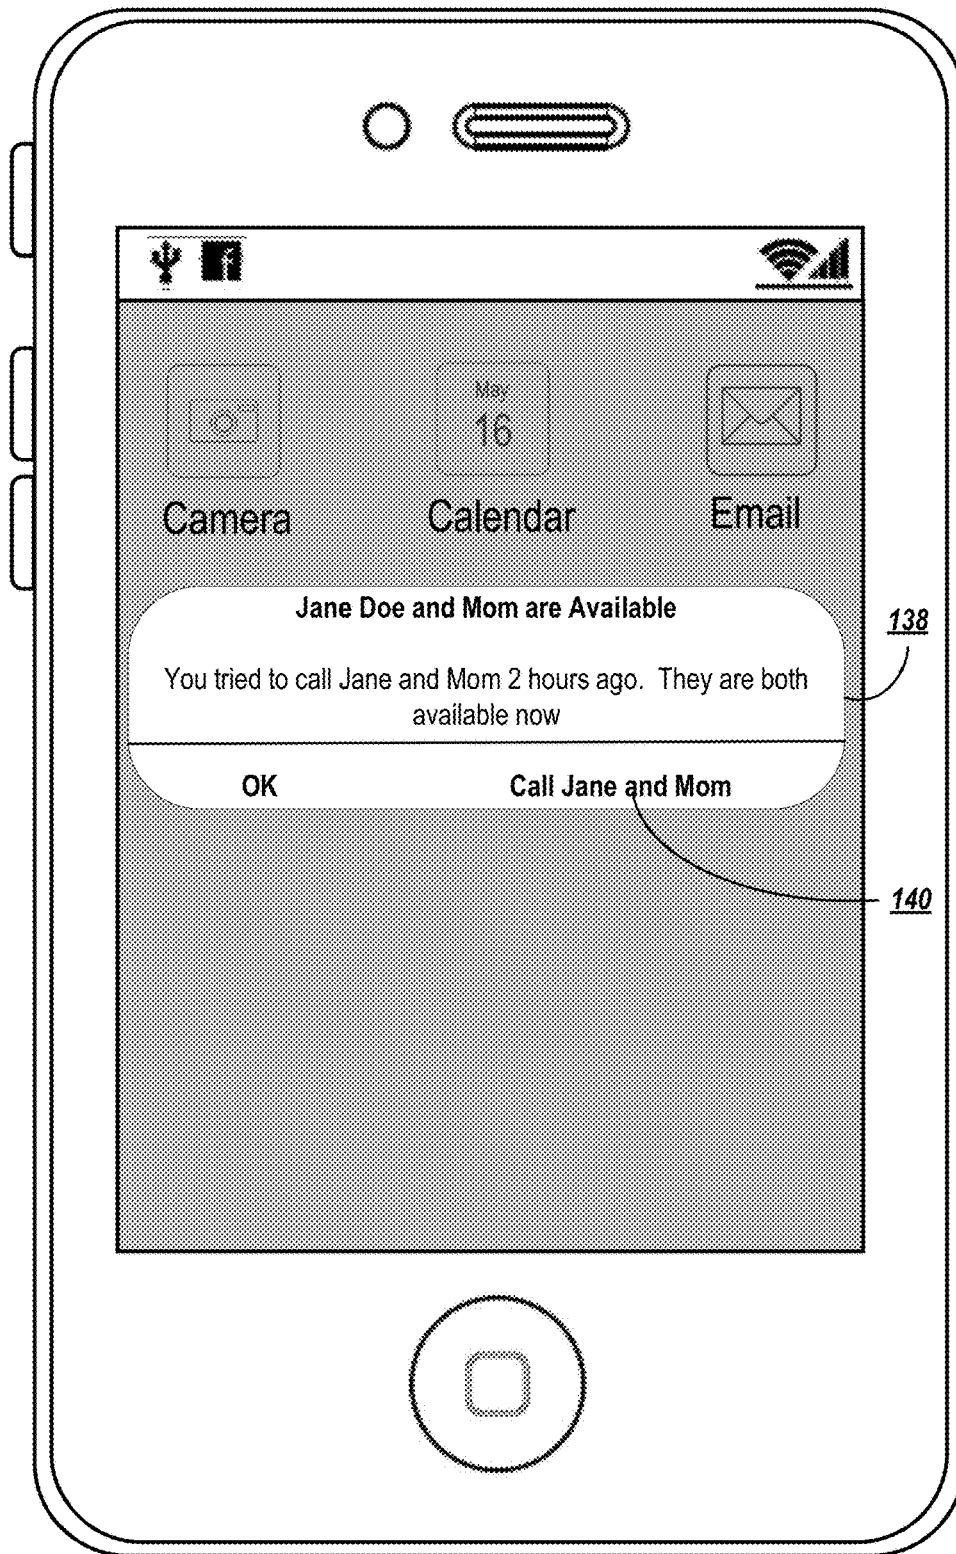 May
16
Camera Calendar Email
Jane Doe and Mom are Available
138
You tried to call Jane and Mom 2 hours ago. They are both
available now
OK Call Jane and Mom
140